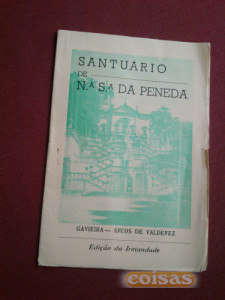 SANTUÁRIO
DE
N.ª S.ª DA PENEDA
GAVIEIRA — ARCOS DE VALDEVEZ
Edição da Irmandade
coisas